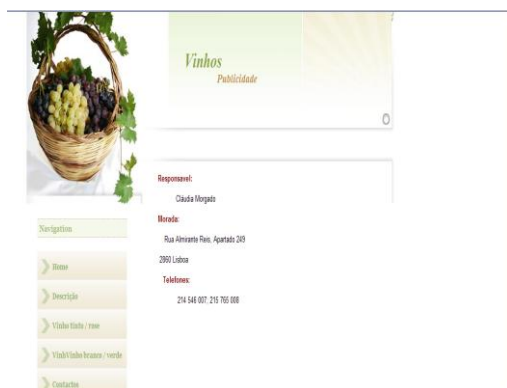 Vinhos
Publicidade
Responsavel:
Cláudia Morgado
Morada:
Rua Almirante Reis, Apartado 249
2860 Lisboa
Telefones:
214 546 007; 215 765 008
Navigation
Home
Descrição
Vinho tinto / rose
VinhVinho branco / verde
Contactos